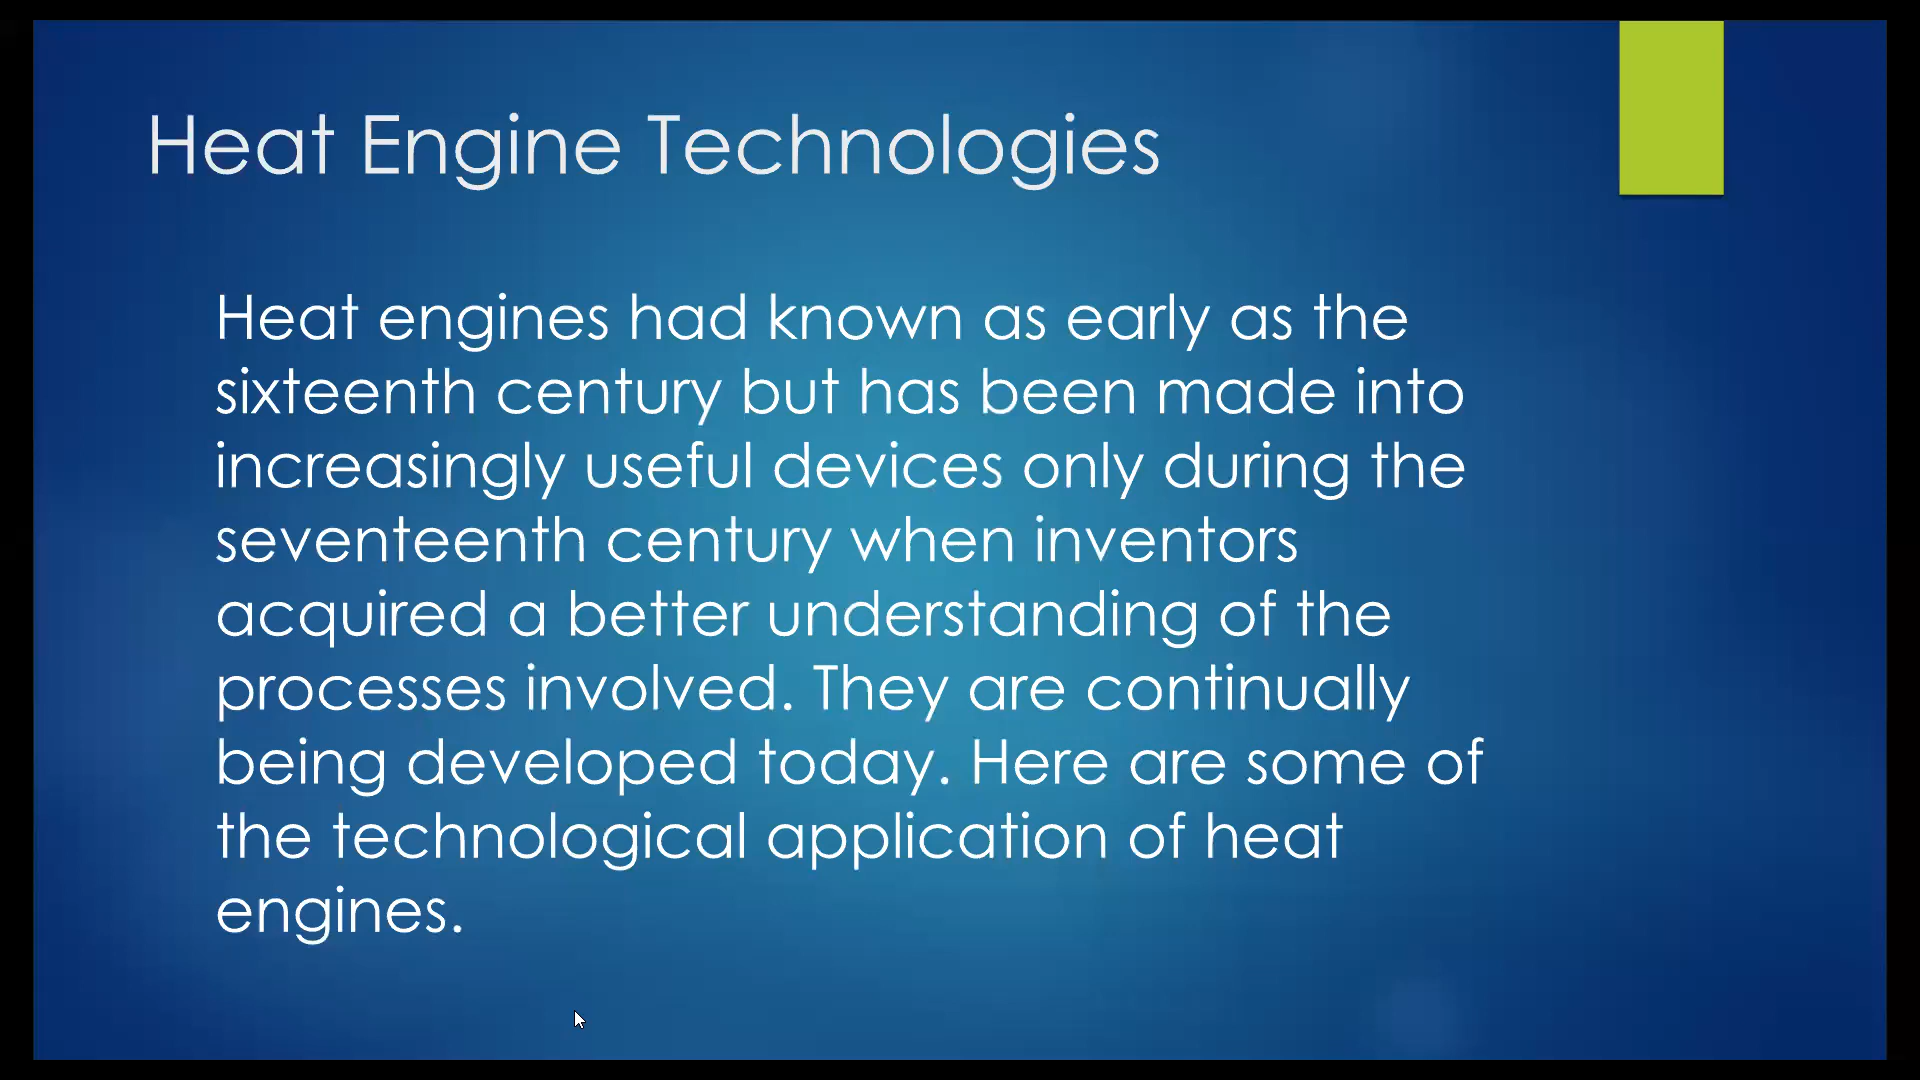 Heat Engine Technologies
Heat engines had known as early as the
sixteenth century but has been made into
increasingly useful devices only during the
seventeenth century when inventors
acquired a better understanding of the
processes involved. They are continually
being developed today. Here are some of
the technological application of heat
engines.